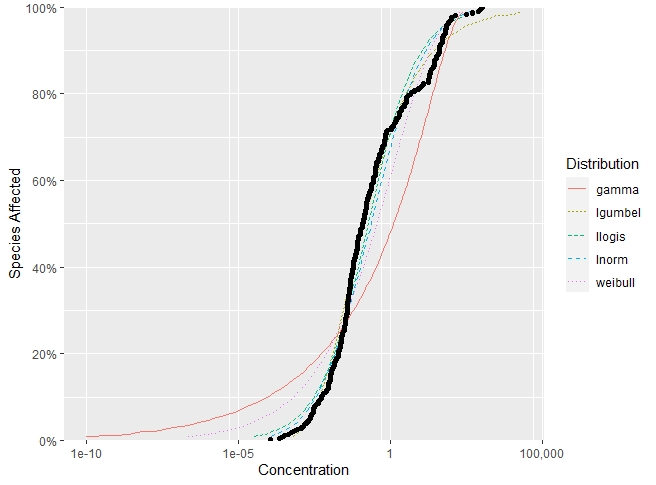 100%
80%
60%
40%
20%
0%
Species Affected
1e-10
1e-05
1
100,000
Concentration
Distribution
gamma
lgumbel
llogis
lnorm
weibull